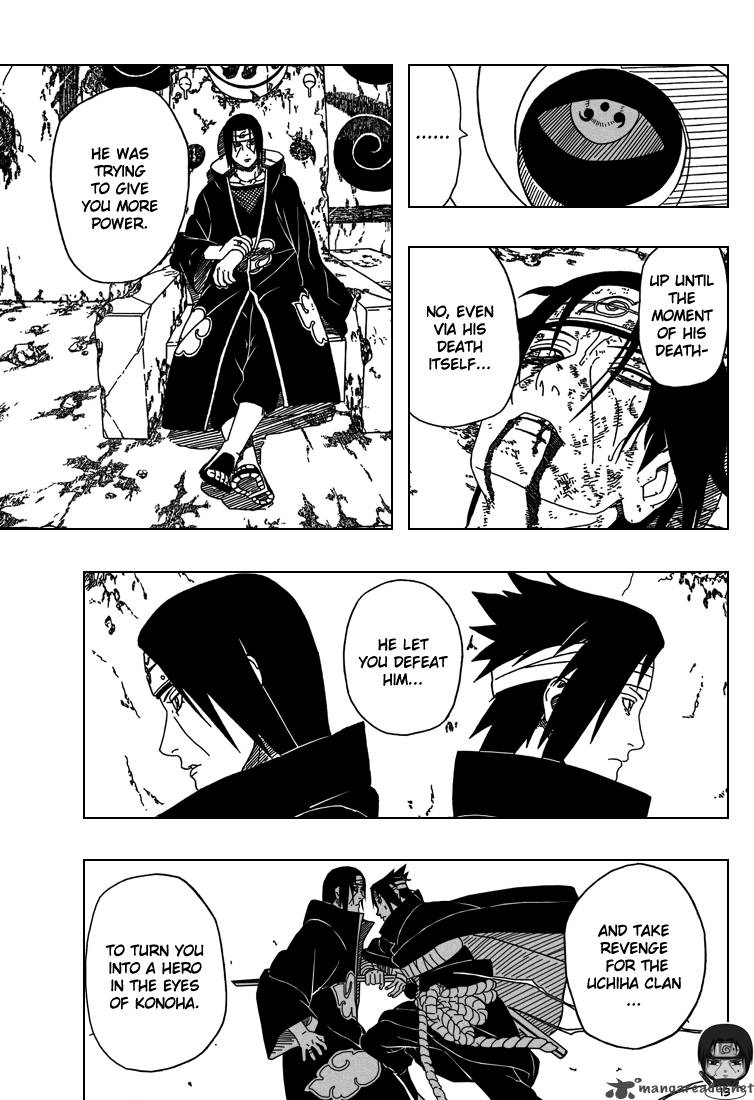 ......
UP UNTIL
THE
MOMENT
OF HIS
DEATH-
NO, EVEN
VIA HIS
DEATH
ITSELF...
HE WAS
TRYING
TO GIVE
YOU MORE
POWER.
HE LET
YOU DEFEAT
HIM...
AND TAKE
REVENGE
FOR THE
UCHIHA CLAN
...
TO TURN YOU
INTO A HERO
IN THE EYES
OF KONOHA.
mangareader.net